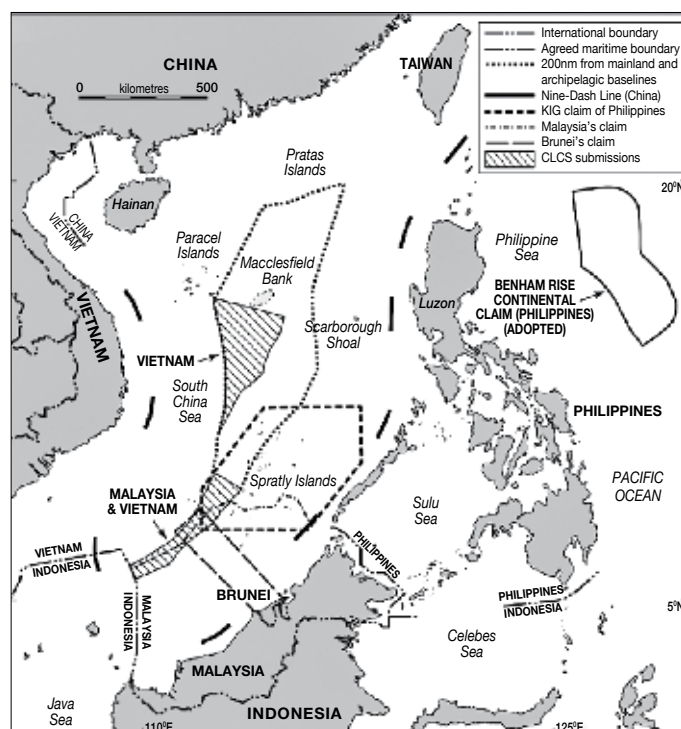 CHINA
kilometres
0 500
TAIWAN
International boundary
Agreed maritime boundary
200nm from mainland and
archipelagic baselines
Nine-Dash Line (China)
KIG claim of Philippines
Malaysia's claim
Brunei's claim
CLCS submissions
Pratas
Islands
20°N
Hainan
CHINA
VIETNAM
Paracel
Islands
Macclesfield
Bank
Philippine
Sea
Luzon
BENHAM RISE
CONTINENTAL
CLAIM (PHILIPPINES)
(ADOPTED)
VIETNAM
Scarborough
Shoal
VIETNAM
South
China
Sea
PHILIPPINES
Spratly Islands
PACIFIC
OCEAN
MALAYSIA
& VIETNAM
Sulu
Sea
VIETNAM
INDONESIA
PHILIPPINES
BRUNEI
PHILIPPINES
INDONESIA
5°N
MALAYSIA
INDONESIA
Celebes
Sea
MALAYSIA
Java
Sea
INDONESIA
110°E
125°E